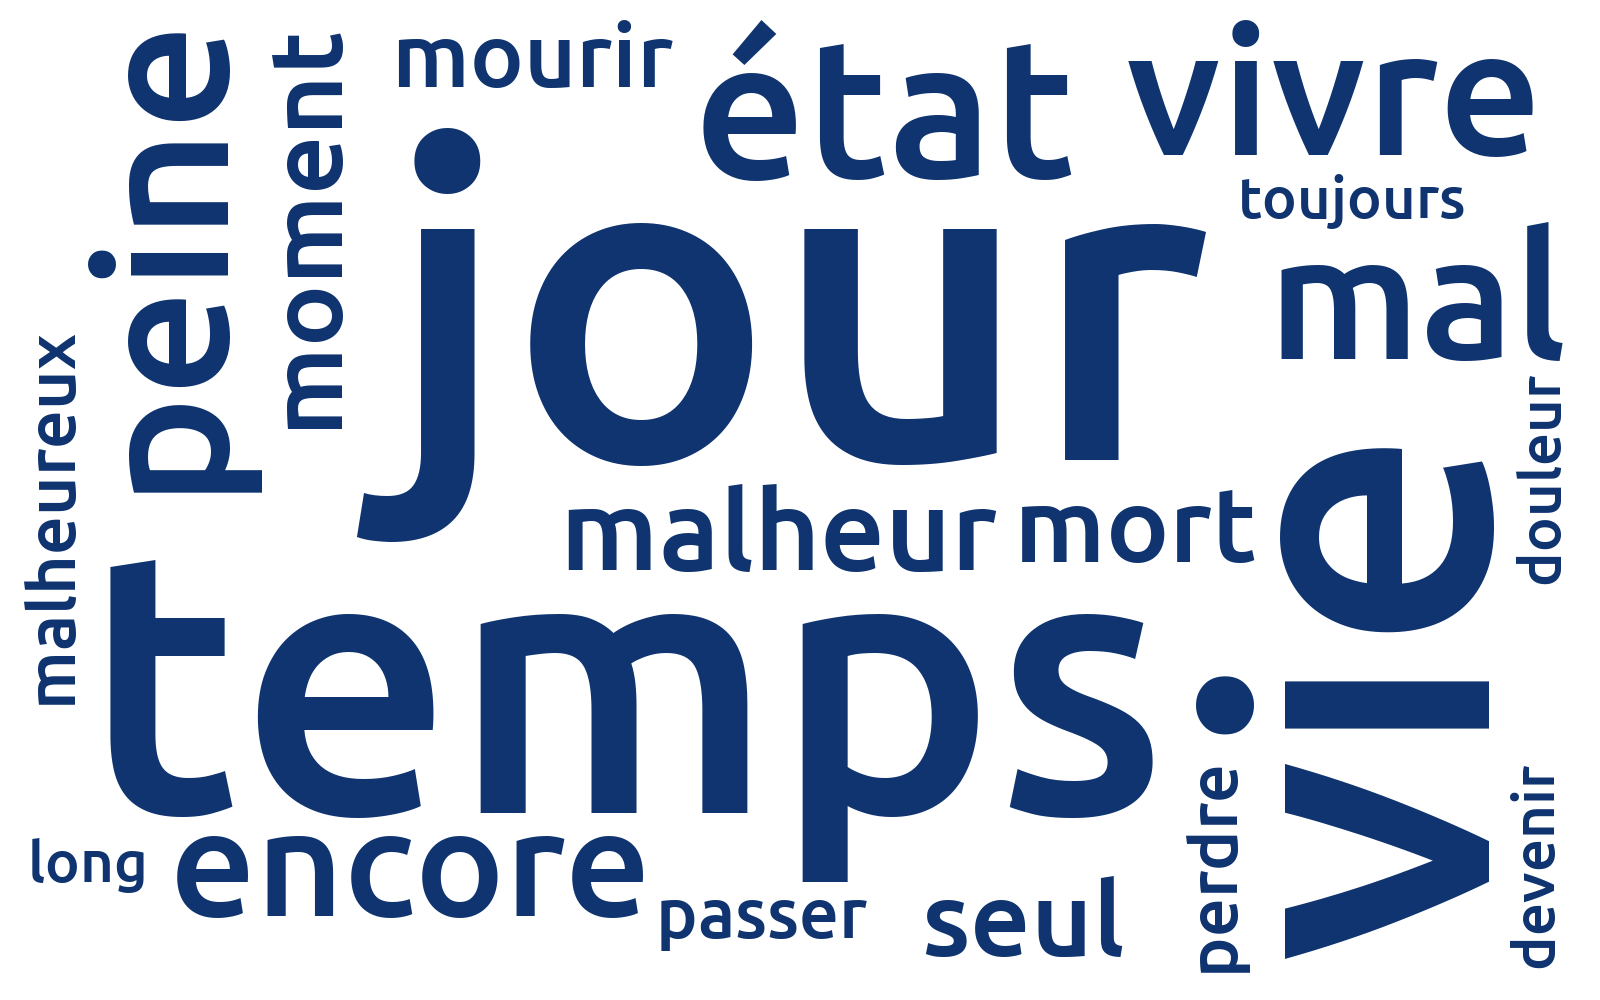 mourir
état
vivre
peine
moment
jour
toujours
mal
malheureux
malheur
mort
douleur
vie
temps
perdre
devenir
long
encore
passer
seul